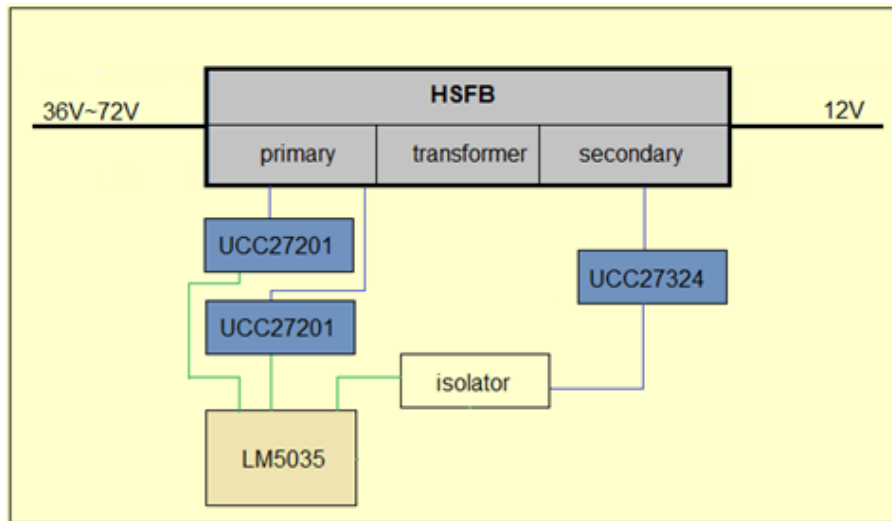 HSFB
36V~72V
12V
primary
transformer
secondary
UCC27201
UCC27324
UCC27201
isolator
LM5035